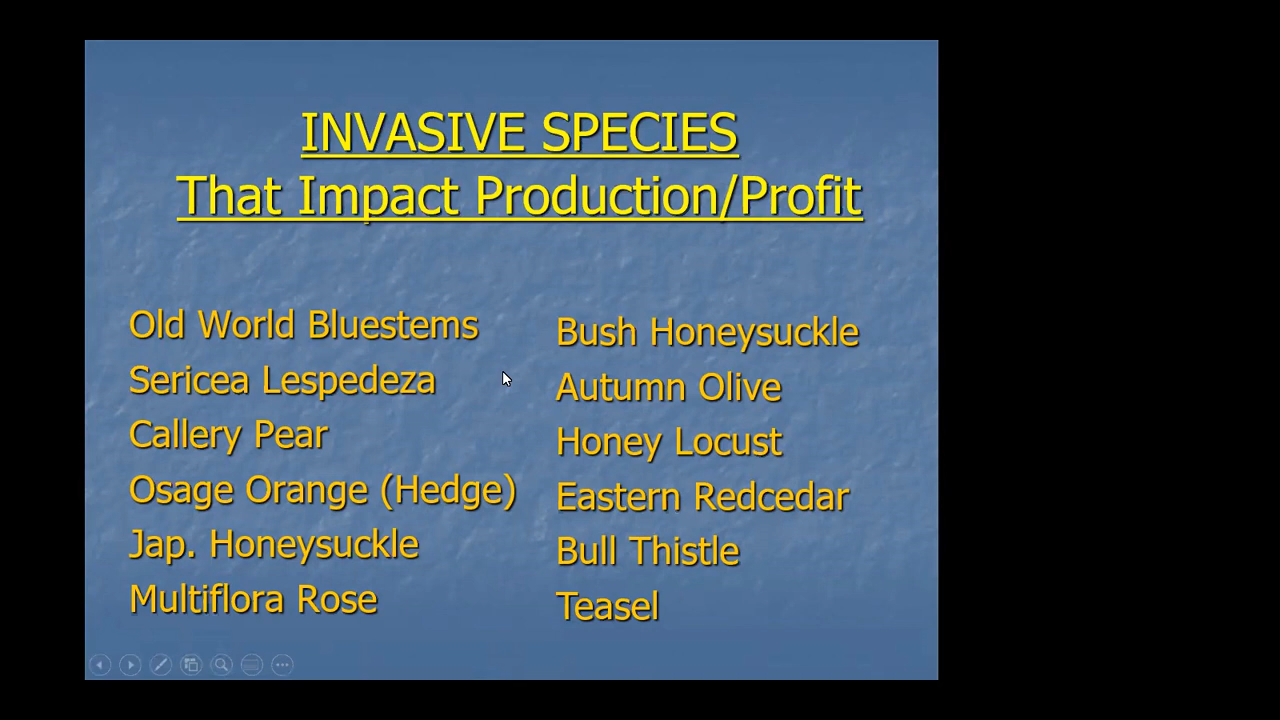 INVASIVE SPECIES
That Impact Production/Profit
Old World Bluestems
Sericea Lespedeza
Callery Pear
Osage Orange (Hedge)
Jap. Honeysuckle
Multiflora Rose
Bush Honeysuckle
Autumn Olive
Honey Locust
Eastern Redcedar
Bull Thistle
Teasel